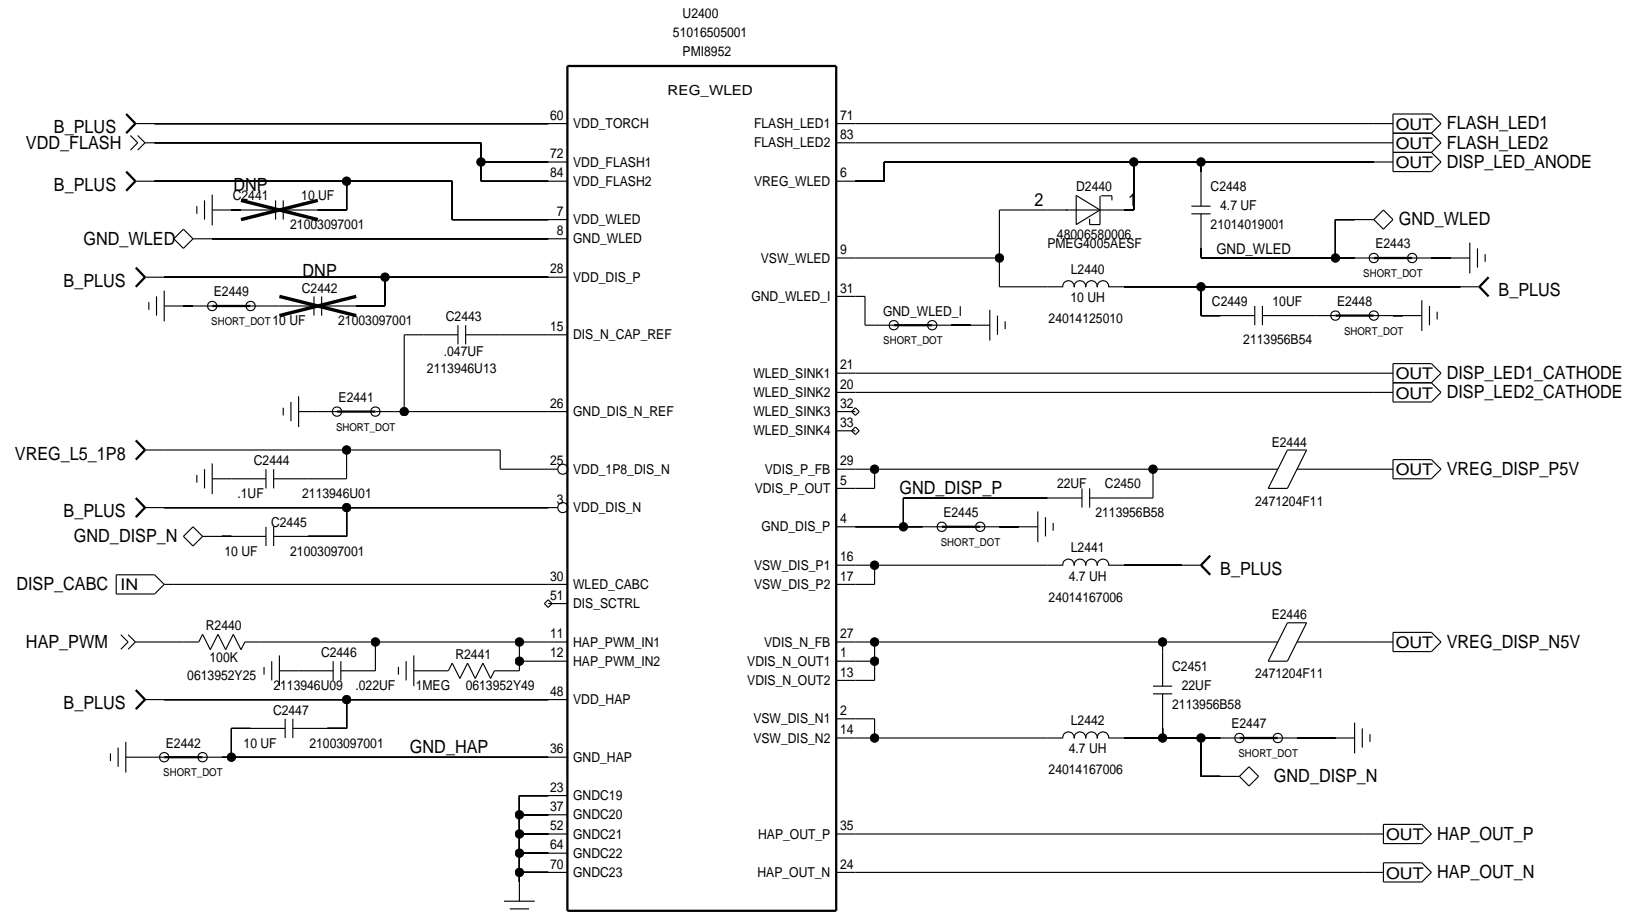 U2400
51016505001
PMI8952
REG_WLED
B_PLUS
60
VDD_TORCH
VDD_FLASH
72
VDD_FLASH1
84
VDD_FLASH2
B_PLUS
DNP
C2441
10 UF
21003097001
7
VDD_WLED
GND_WLED
8
GND_WLED
B_PLUS
DNP
28
VDD_DIS_P
E2449
SHORT_DOT
C2442
10 UF
21003097001
C2443
.047UF
2113946U13
15
DIS_N_CAP_REF
E2441
SHORT_DOT
26
GND_DIS_N_REF
VREG_L5_1P8
C2444
.1UF
2113946U01
25
VDD_1P8_DIS_N
B_PLUS
3
VDD_DIS_N
GND_DISP_N
C2445
10 UF
21003097001
DISP_CABC
IN
30
WLED_CABC
51
DIS_SCTRL
HAP_PWM
R2440
100K
0613952Y25
11
HAP_PWM_IN1
12
HAP_PWM_IN2
C2446
2113946U09
.022UF
R2441
1MEG
0613952Y49
B_PLUS
48
VDD_HAP
C2447
10 UF
21003097001
E2442
SHORT_DOT
GND_HAP
36
GND_HAP
23
GNDC19
37
GNDC20
52
GNDC21
64
GNDC22
70
GNDC23
FLASH_LED1
71
OUT
FLASH_LED1
FLASH_LED2
83
OUT
FLASH_LED2
VREG_WLED
6
OUT
DISP_LED_ANODE
2
D2440
1
48006580006
PMEG4005AESF
C2448
4.7 UF
21014019001
GND_WLED
GND_WLED
E2443
SHORT_DOT
VSW_WLED
9
L2440
10 UH
24014125010
B_PLUS
C2449
10UF
2113956B54
E2448
SHORT_DOT
GND_WLED_I
31
GND_WLED_I
SHORT_DOT
WLED_SINK1
21
OUT
DISP_LED1_CATHODE
WLED_SINK2
20
OUT
DISP_LED2_CATHODE
WLED_SINK3
32
WLED_SINK4
33
VDIS_P_FB
29
E2444
2471204F11
OUT
VREG_DISP_P5V
VDIS_P_OUT
5
GND_DISP_P
22UF
C2450
2113956B58
GND_DIS_P
4
E2445
SHORT_DOT
VSW_DIS_P1
16
VSW_DIS_P2
17
L2441
4.7 UH
24014167006
B_PLUS
VDIS_N_FB
27
E2446
2471204F11
OUT
VREG_DISP_N5V
VDIS_N_OUT1
1
VDIS_N_OUT2
13
C2451
22UF
2113956B58
VSW_DIS_N1
2
VSW_DIS_N2
14
L2442
4.7 UH
24014167006
E2447
SHORT_DOT
GND_DISP_N
HAP_OUT_P
35
OUT
HAP_OUT_P
HAP_OUT_N
24
OUT
HAP_OUT_N